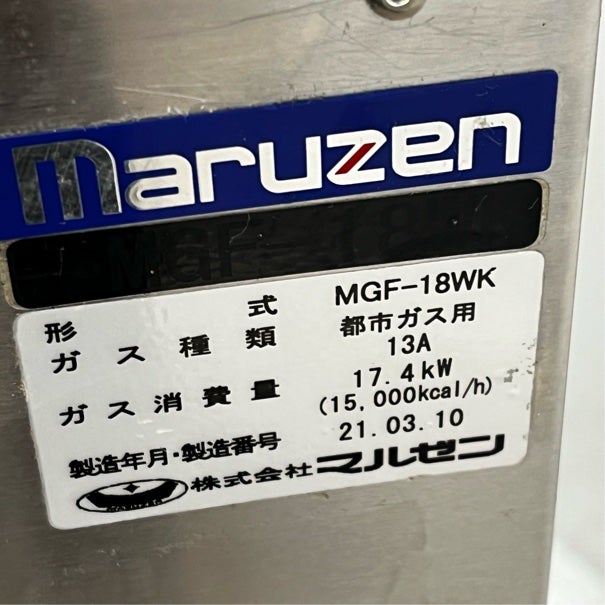 maruzen
MGF-18
形式 MGF-18WK
ガス種類 都市ガス用
13A
ガス消費量 17.4kW
(15,000kcal/h)
製造年月・製造番号 21.03.10
株式会社マルゼン